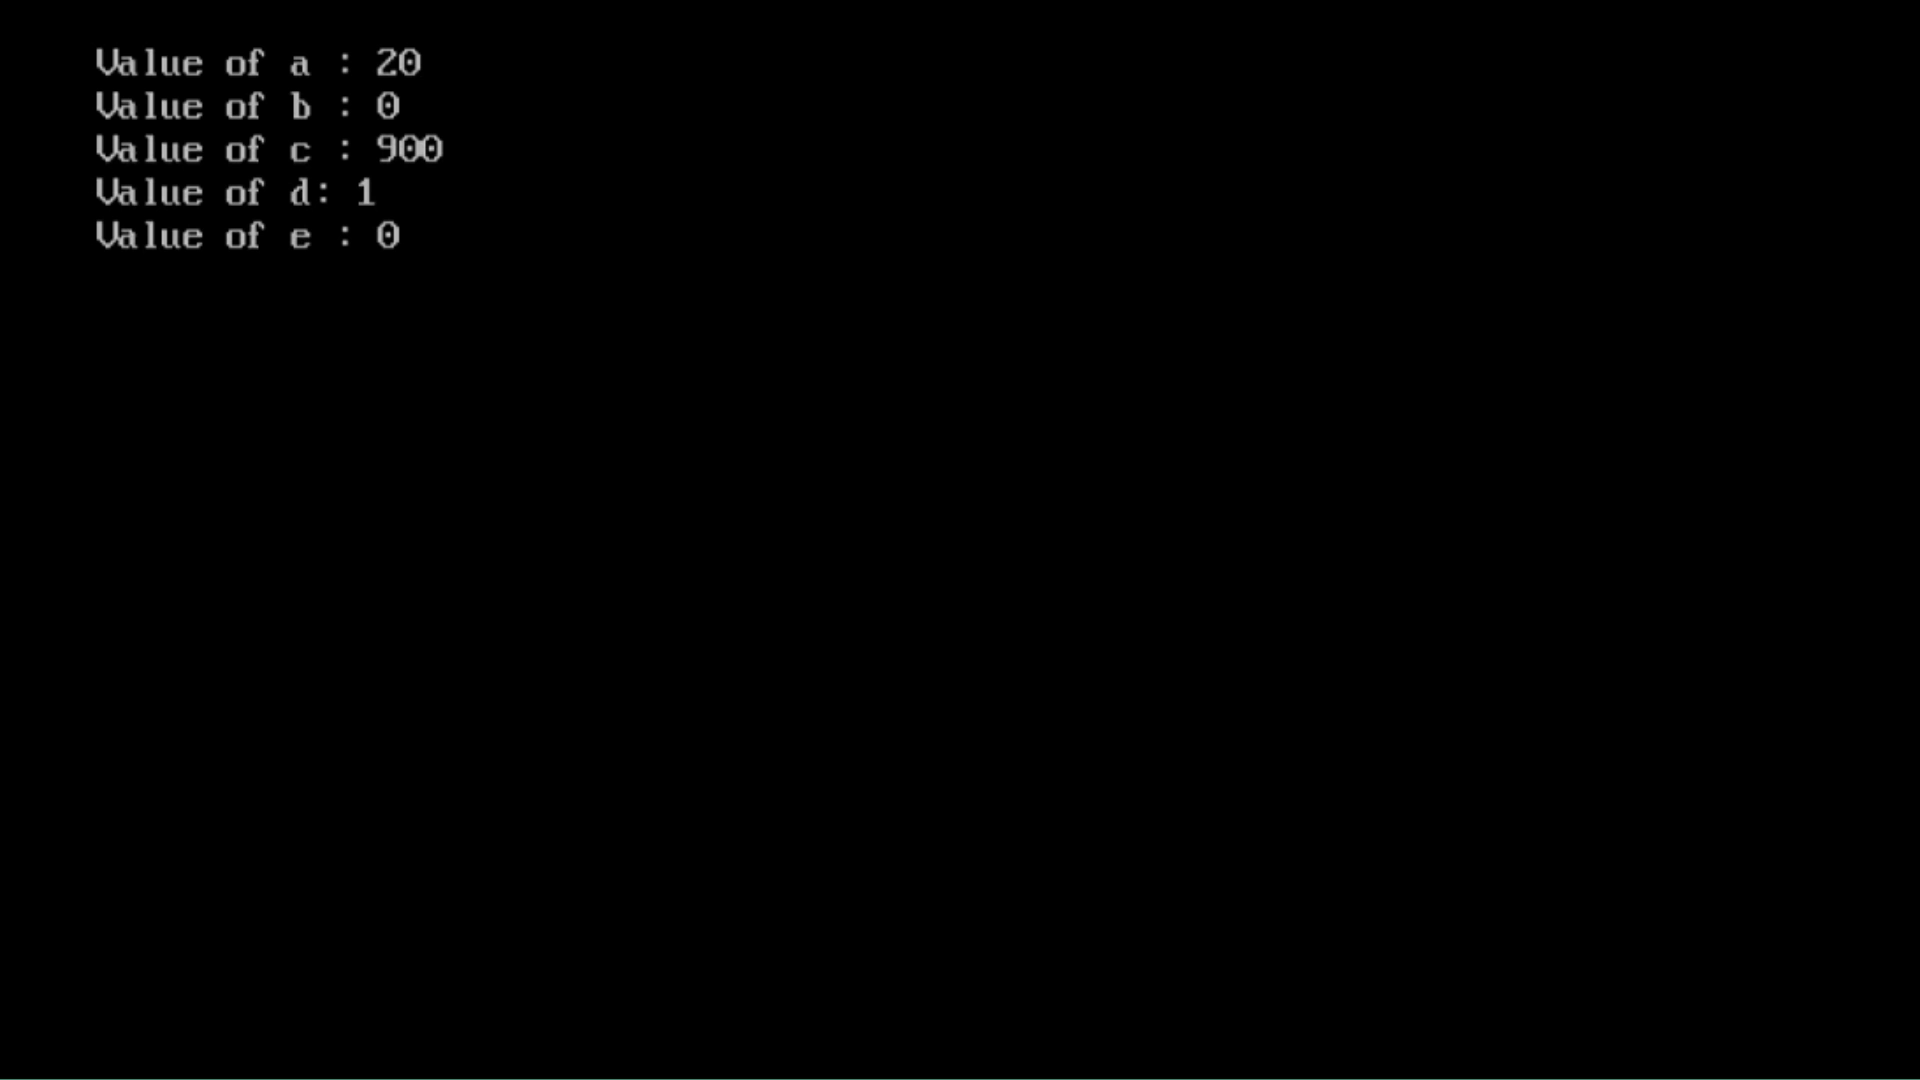 Value of a : 20
Value of b : 0
Value of c : 900
Value of d: 1
Value of e : 0